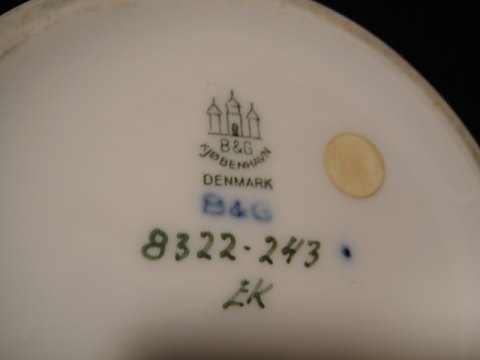 B&G
KJØBENHAVN
DENMARK
B&G
8322-243
EK